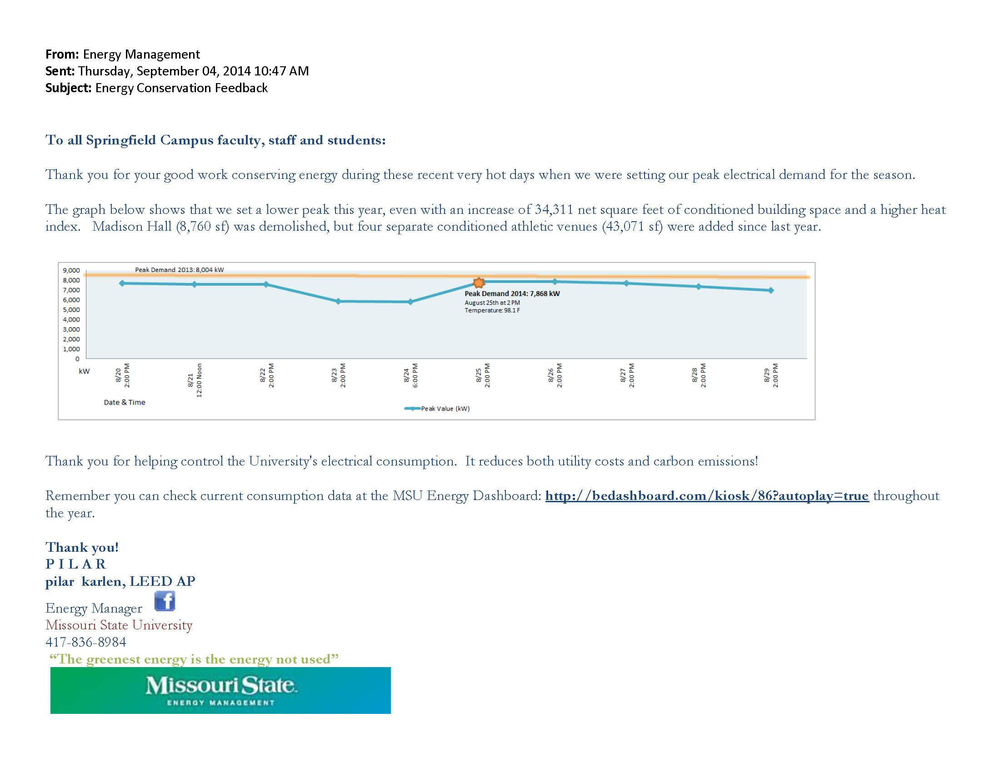 From: Energy Management
Sent: Thursday, September 04, 2014 10:47 AM
Subject: Energy Conservation Feedback
To all Springfield Campus faculty, staff and students:
Thank you for your good work conserving energy during these recent very hot days when we were setting our peak electrical demand for the season.
The graph below shows that we set a lower peak this year, even with an increase of 34,311 net square feet of conditioned building space and a higher heat
index.   Madison Hall (8,760 sf) was demolished, but four separate conditioned athletic venues (43,071 sf) were added since last year.
Peak Demand 2013: 8,004 kW
9,000
8,000
7,000
6,000
5,000
4,000
3,000
2,000
1,000
0
kW
Peak Demand 2014: 7,868 kW
August 25th at 2 PM
Temperature: 98.1 F
8/20
2:00 PM
8/21
12:00 Noon
8/22
2:00 PM
8/23
2:00 PM
8/24
6:00 PM
8/25
2:00 PM
8/26
2:00 PM
8/27
2:00 PM
8/28
2:00 PM
8/29
2:00 PM
Date & Time
Peak Value (kW)
Thank you for helping control the University's electrical consumption.  It reduces both utility costs and carbon emissions!
Remember you can check current consumption data at the MSU Energy Dashboard: http://bedashboard.com/kiosk/86?autoplay=true throughout
the year.
Thank you!
P I L A R
pilar  karlen, LEED AP
Energy Manager f
Missouri State University
417-836-8984
“The greenest energy is the energy not used”
Missouri State.
ENERGY MANAGEMENT